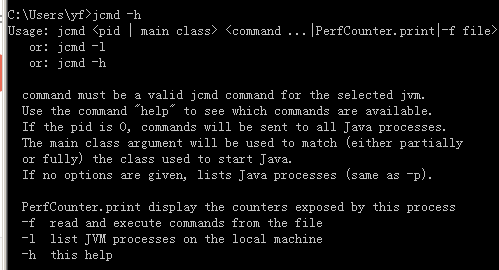 C:\Users\yf>jcmd -h
Usage: jcmd <pid | main class> <command ...|PerfCounter.print|-f file>
or: jcmd -l
or: jcmd -h
command must be a valid jcmd command for the selected jvm.
Use the command "help" to see which commands are available.
If the pid is 0, commands will be sent to all Java processes.
The main class argument will be used to match (either partially
or fully) the class used to start Java.
If no options are given, lists Java processes (same as -p).
PerfCounter.print display the counters exposed by this process
-f read and execute commands from the file
-l list JVM processes on the local machine
-h this help